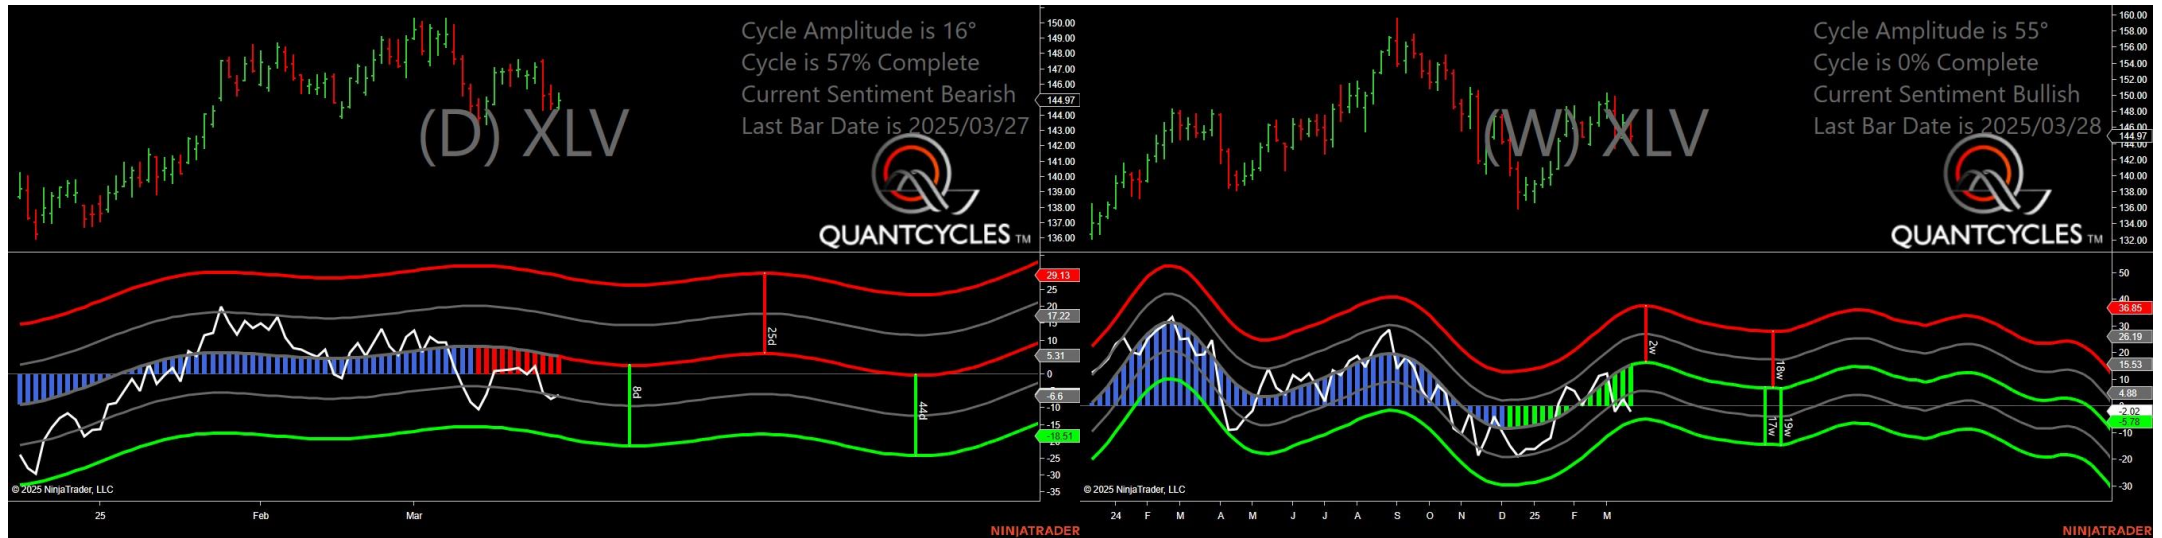 Cycle Amplitude is 16°
Cycle is 57% Complete
Current Sentiment Bearish
Last Bar Date is 2025/03/27
(D) XLV
QUANTCYCLES TM
150.00
149.00
148.00
147.00
146.00
144.97
144.00
143.00
142.00
141.00
140.00
139.00
138.00
137.00
136.00
29.13
25
20
17.22
15
10
5.31
0
-6.6
-10
-15
-18.51
-25
-30
-35
25d
8d
44d
© 2025 NinjaTrader, LLC
25 Feb Mar
NINJATRADER
Cycle Amplitude is 55°
Cycle is 0% Complete
Current Sentiment Bullish
Last Bar Date is 2025/03/28
(W) XLV
QUANTCYCLES TM
160.00
158.00
156.00
154.00
152.00
150.00
148.00
146.00
144.97
144.00
142.00
140.00
138.00
136.00
134.00
132.00
50
40
36.85
30
26.19
20
15.53
10
4.88
-2.02
-5.78
-10
-20
-30
2w
18w
17w
19w
© 2025 NinjaTrader, LLC
24 F M A M J J A S O N D 25 F M
NINJATRADER